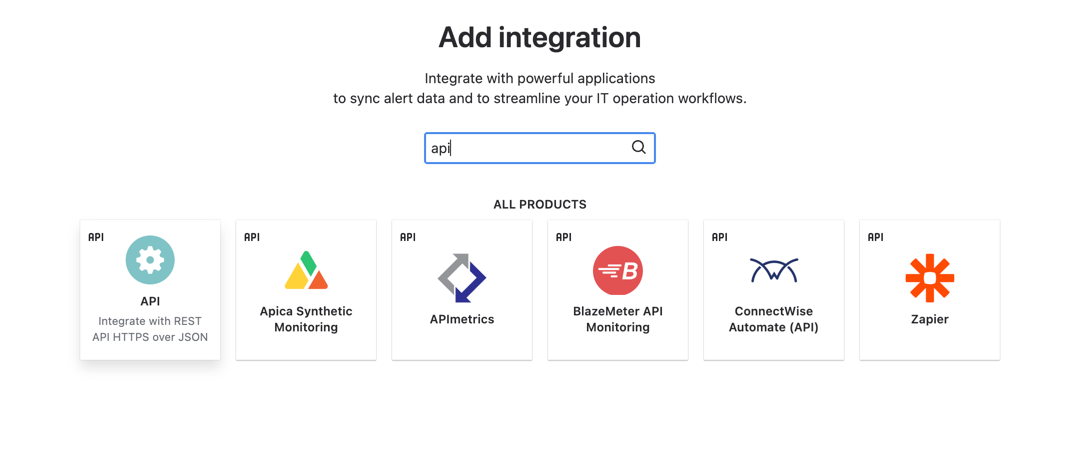 Add integration
Integrate with powerful applications
to sync alert data and to streamline your IT operation workflows.
api
ALL PRODUCTS
API
API
Integrate with REST
API HTTPS over JSON
API
Apica Synthetic
Monitoring
API
APImetrics
API
B
BlazeMeter API
Monitoring
API
ConnectWise
Automate (API)
API
Zapier